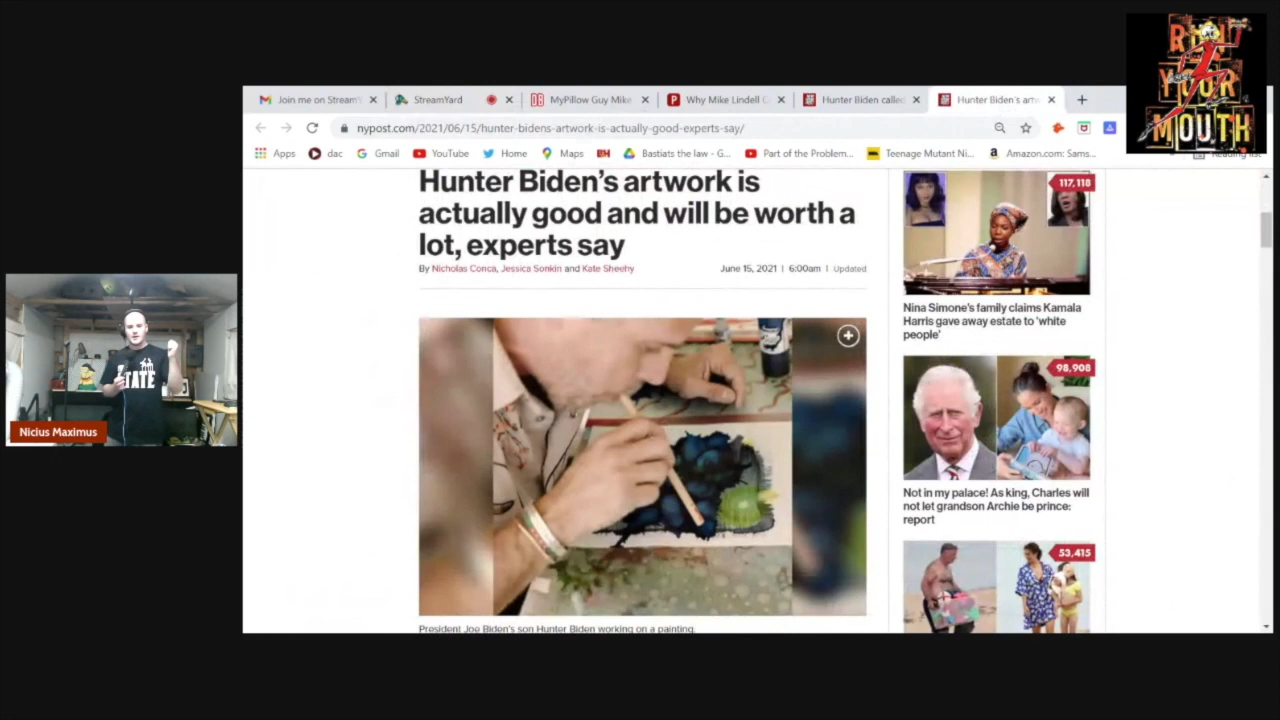 RUN
YOUR
MOUTH
Join me on Stream
StreamYard
MyPillow Guy Mike
Why Mike Lindell C
Hunter Biden called
Hunter Biden's artw
nypost.com/2021/06/15/hunter-bidens-artwork-is-actually-good-experts-say/
Apps
dac
Gmail
YouTube
Home
Maps
Bastiats the law - G...
Part of the Problem...
Teenage Mutant Ni...
Amazon.com: Sams...
Reading list
Hunter Biden's artwork is
actually good and will be worth a
lot, experts say
By Nicholas Conca, Jessica Sonkin and Kate Sheehy
June 15, 2021 | 6:00am | Updated
President Joe Biden's son Hunter Biden working on a painting.
117,118
Nina Simone's family claims Kamala
Harris gave away estate to 'white
people'
98,908
Not in my palace! As king, Charles will
not let grandson Archie be prince:
report
53,415
STATE
Nicius Maximus